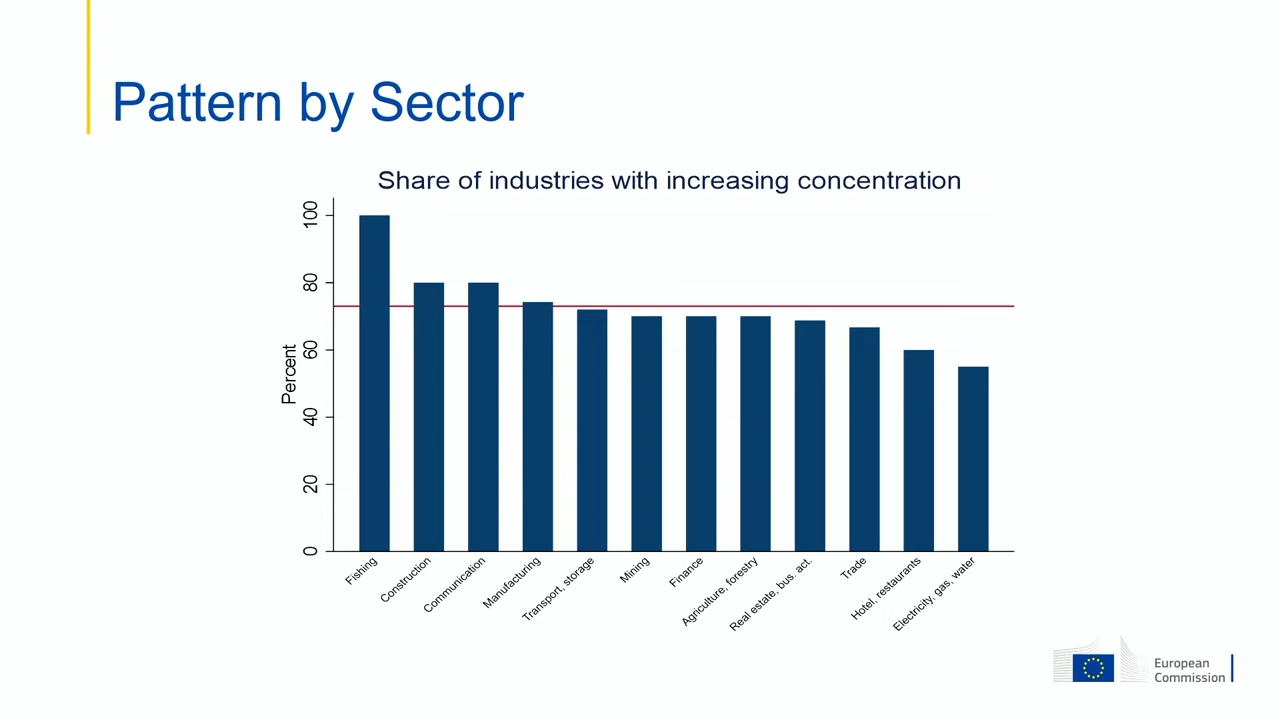 Pattern by Sector
Share of industries with increasing concentration
Percent
100
80
60
40
20
0
Fishing
Construction
Communication
Manufacturing
Transport, storage
Mining
Finance
Agriculture, forestry
Real estate, bus. act.
Trade
Hotel, restaurants
Electricity, gas, water
European
Commission